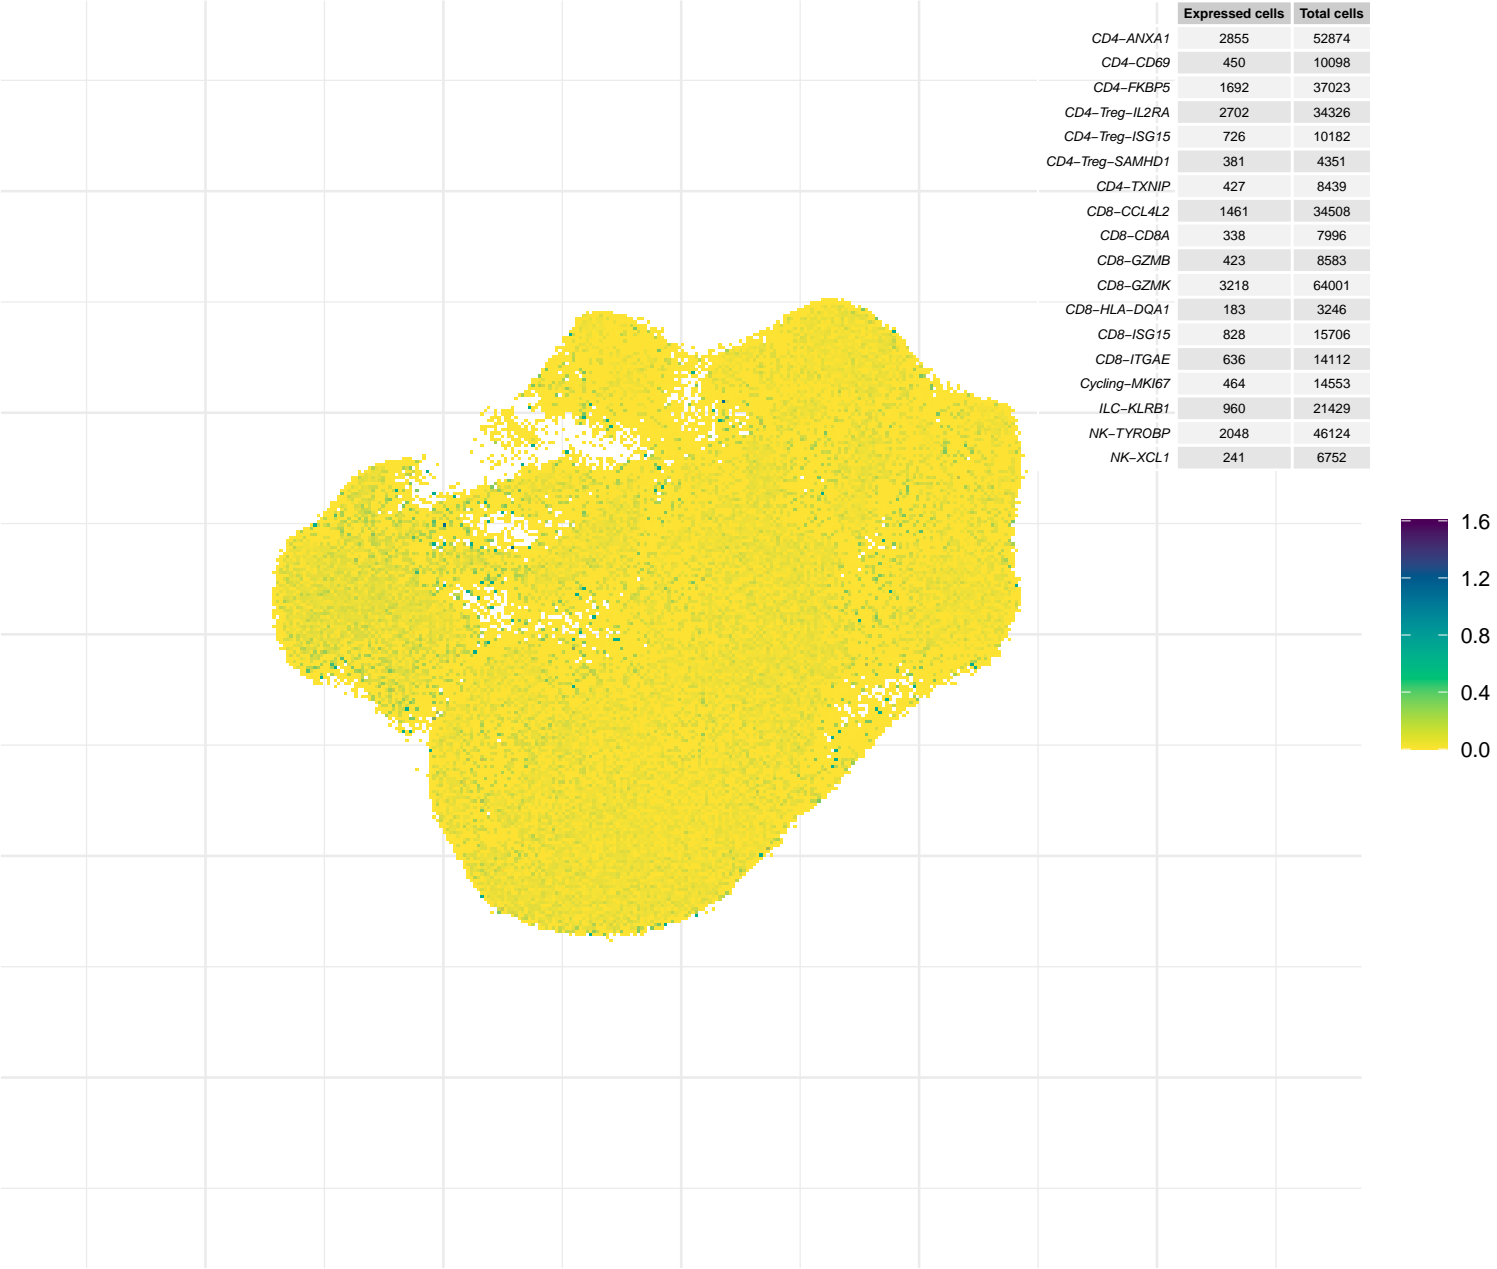 Expressed cells Total cells
CD4−ANXA1 2855 52874
CD4−CD69 450 10098
CD4−FKBP5 1692 37023
CD4−Treg−IL2RA 2702 34326
CD4−Treg−ISG15 726 10182
CD4−Treg−SAMHD1 381 4351
CD4−TXNIP 427 8439
CD8−CCL4L2 1461 34508
CD8−CD8A 338 7996
CD8−GZMB 423 8583
CD8−GZMK 3218 64001
CD8−HLA−DQA1 183 3246
CD8−ISG15 828 15706
CD8−ITGAE 636 14112
Cycling−MKI67 464 14553
ILC−KLRB1 960 21429
NK−TYROBP 2048 46124
NK−XCL1 241 6752
1.6
1.2
0.8
0.4
0.0